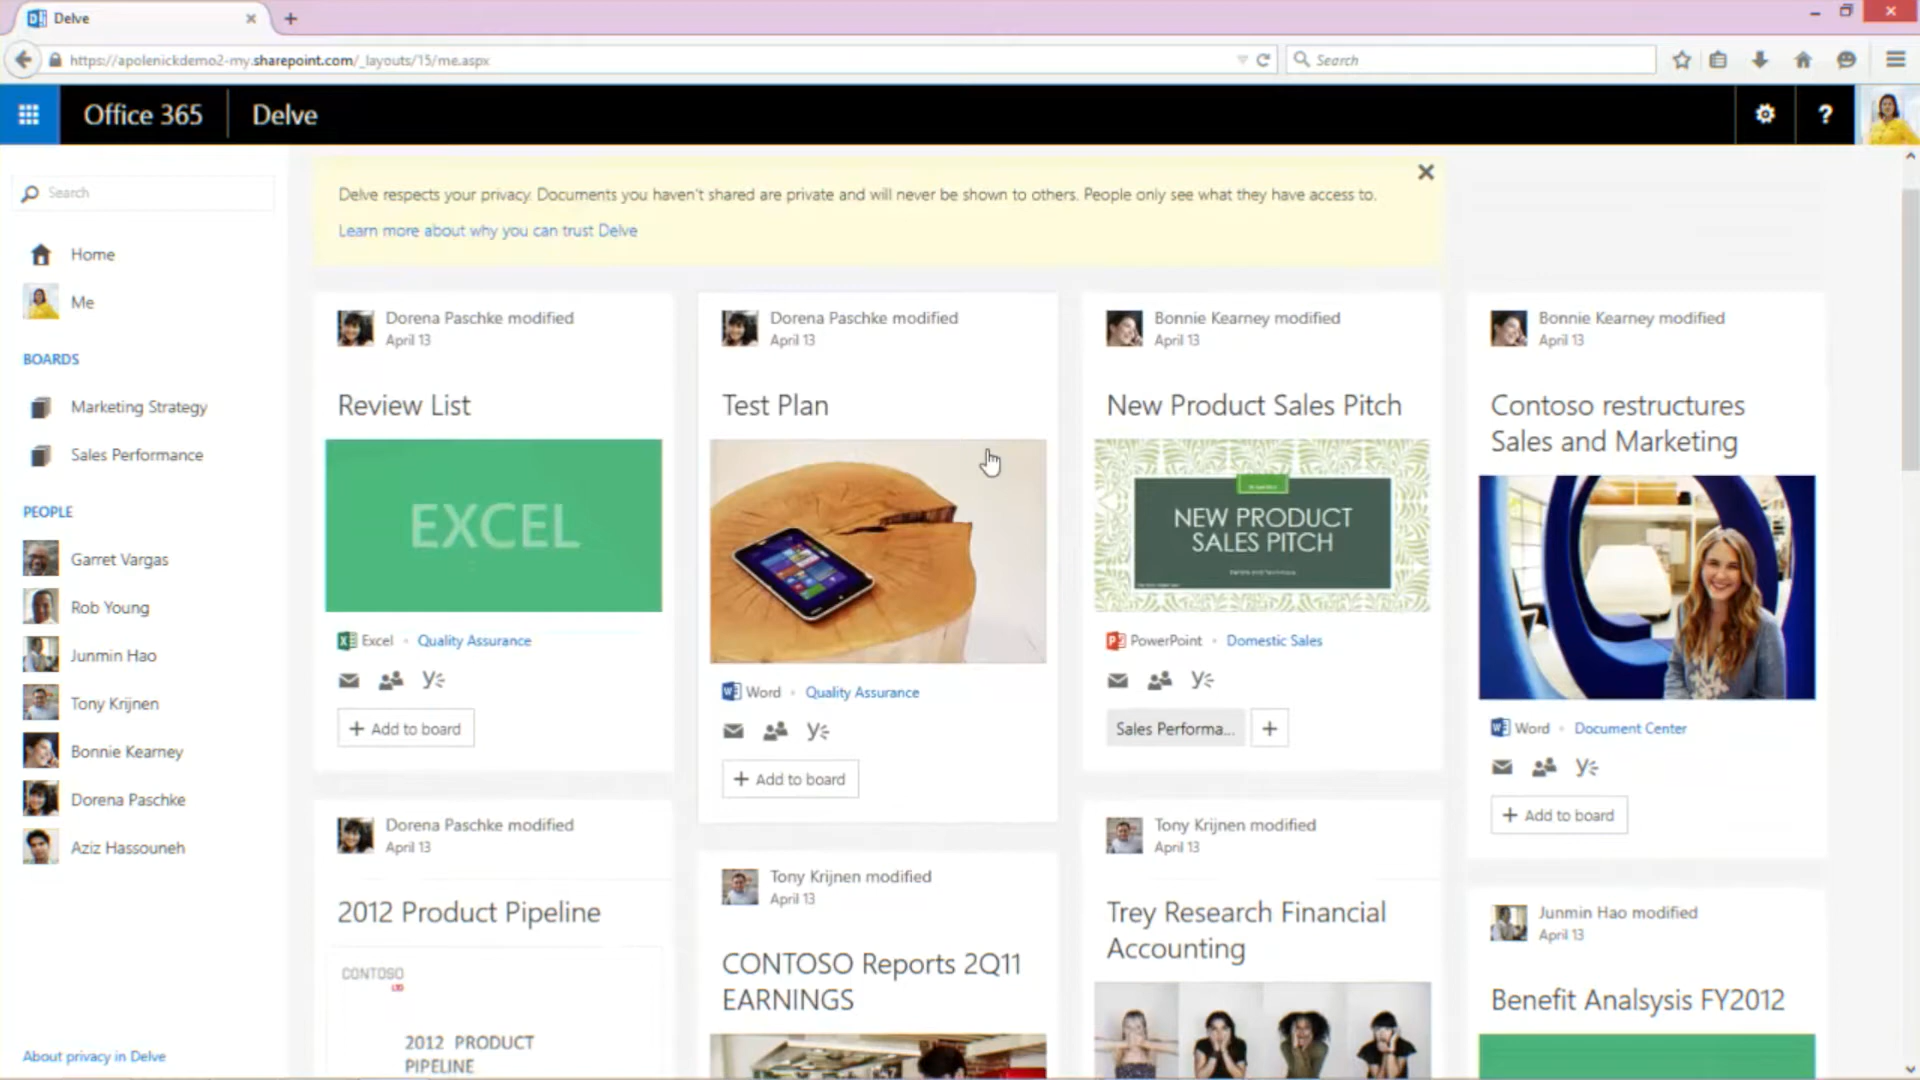 Delve
https://apolenickdemo2-my.sharepoint.com/_layouts/15/me.aspx
Search
Office 365
Delve
?
Search
Home
Me
BOARDS
Marketing Strategy
Sales Performance
PEOPLE
Garret Vargas
Rob Young
Junmin Hao
Tony Krijnen
Bonnie Kearney
Dorena Paschke
Aziz Hassouneh
About privacy in Delve
Delve respects your privacy. Documents you haven't shared are private and will never be shown to others. People only see what they have access to.
Learn more about why you can trust Delve
Dorena Paschke modified
April 13
Review List
EXCEL
Excel • Quality Assurance
+ Add to board
Dorena Paschke modified
April 13
Test Plan
Word • Quality Assurance
+ Add to board
Bonnie Kearney modified
April 13
New Product Sales Pitch
NEW PRODUCT
SALES PITCH
PowerPoint • Domestic Sales
Sales Performa... +
Bonnie Kearney modified
April 13
Contoso restructures
Sales and Marketing
Word • Document Center
+ Add to board
Dorena Paschke modified
April 13
2012 Product Pipeline
CONTOSO
LTD
2012 PRODUCT
PIPELINE
Tony Krijnen modified
April 13
CONTOSO Reports 2Q11
EARNINGS
Tony Krijnen modified
April 13
Trey Research Financial
Accounting
Junmin Hao modified
April 13
Benefit Analsysis FY2012